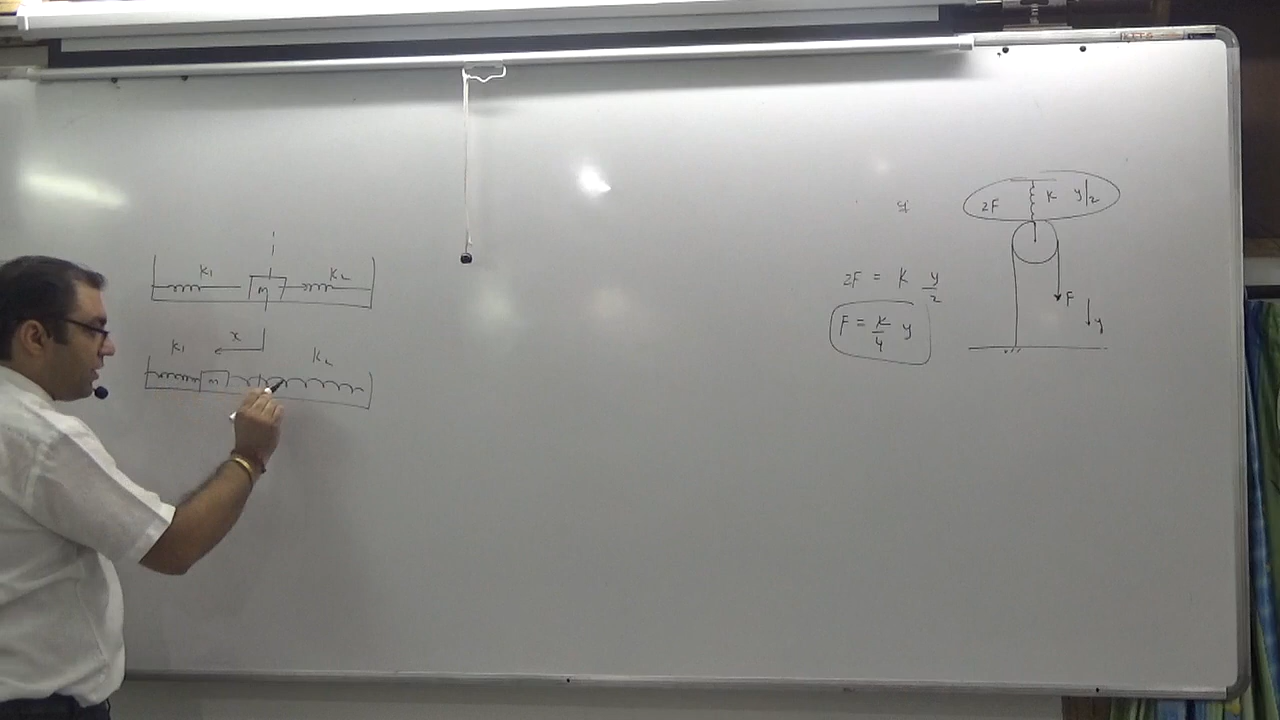 K₁ m K₂
x
K₁ K₂
m
2F K y/2
F
y
y
2F = K y/2
F = K/4 y